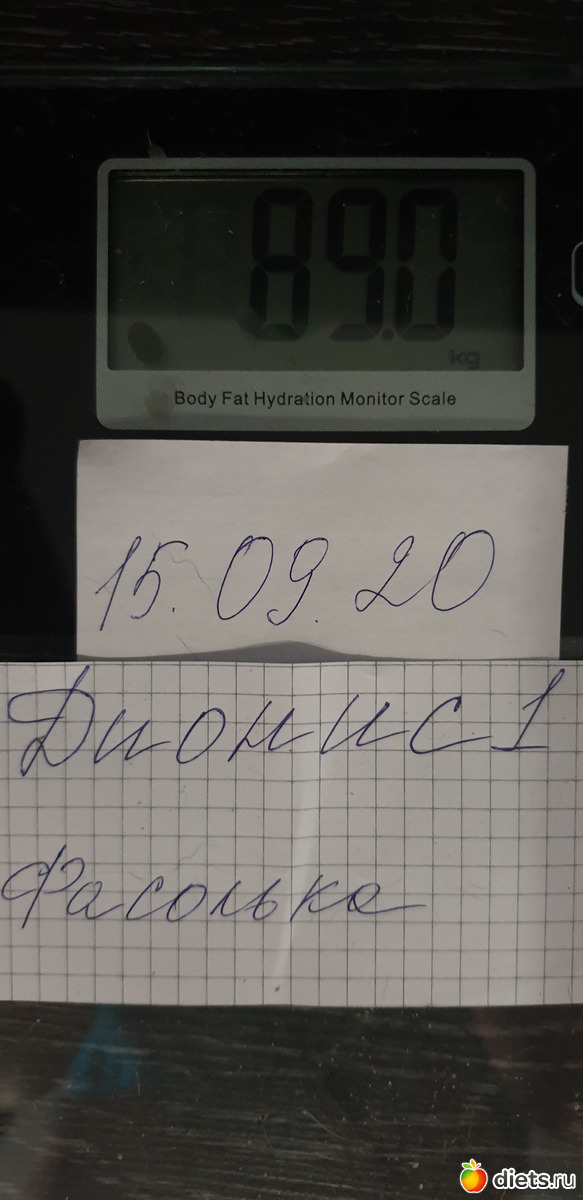 89.0
kg
Body Fat Hydration Monitor Scale
15.09.20
Дионис1
Фасолька
diets.ru